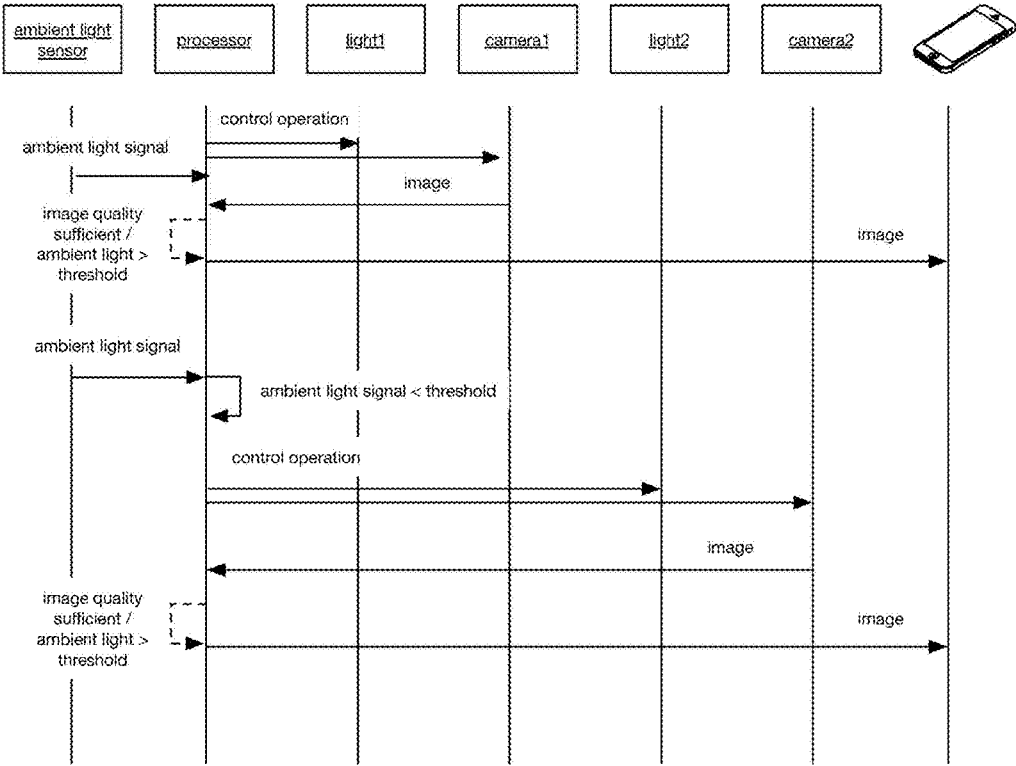 ambient light
sensor
processor
light1
camera1
light2
camera2
control operation
ambient light signal
image
image quality
sufficient /
ambient light >
threshold
image
ambient light signal
ambient light signal < threshold
control operation
image
image quality
sufficient /
ambient light >
threshold
image